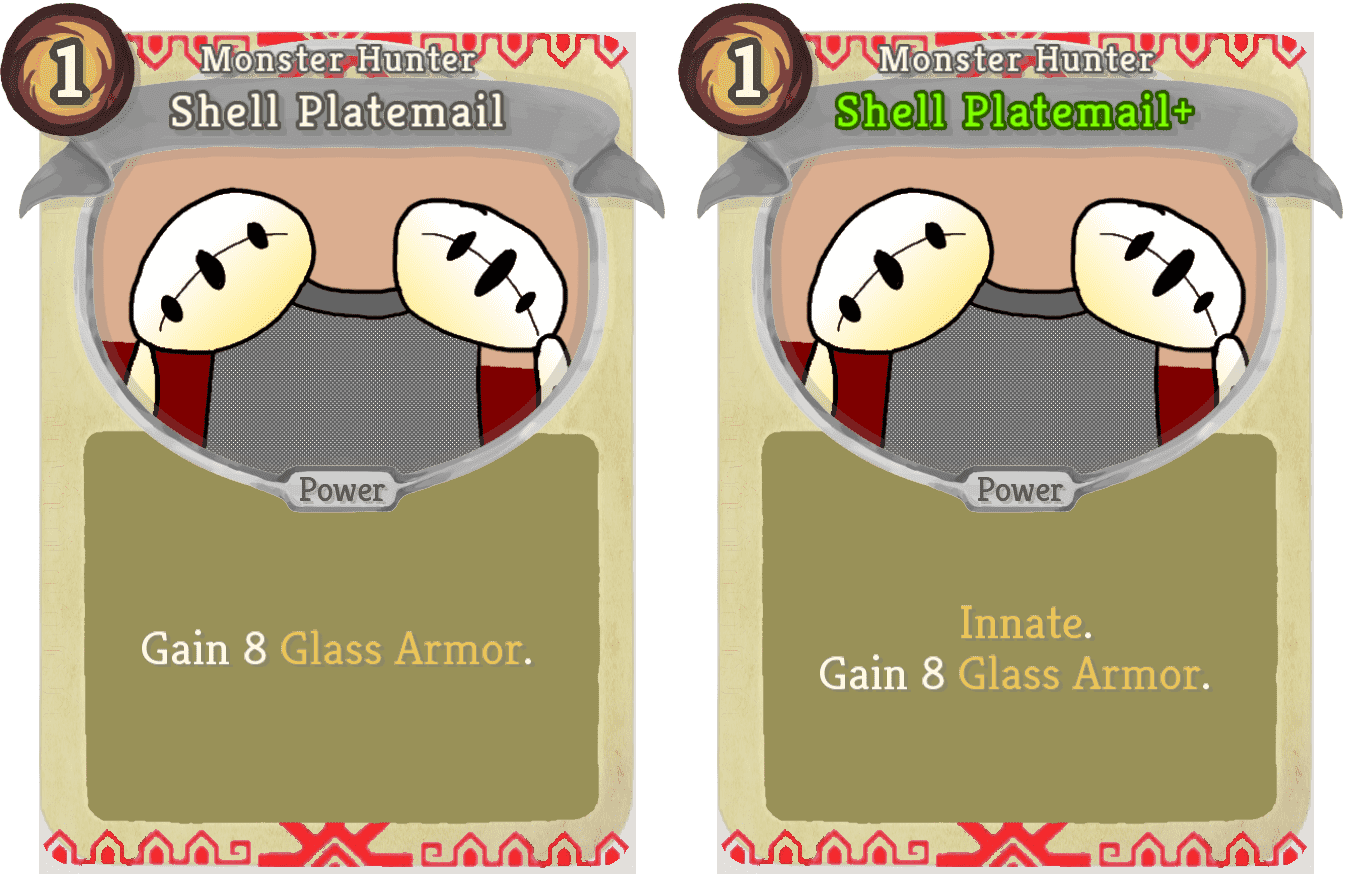 1
Monster Hunter
Shell Platemail
Power
Gain 8 Glass Armor.
1
Monster Hunter
Shell Platemail+
Power
Innate.
Gain 8 Glass Armor.